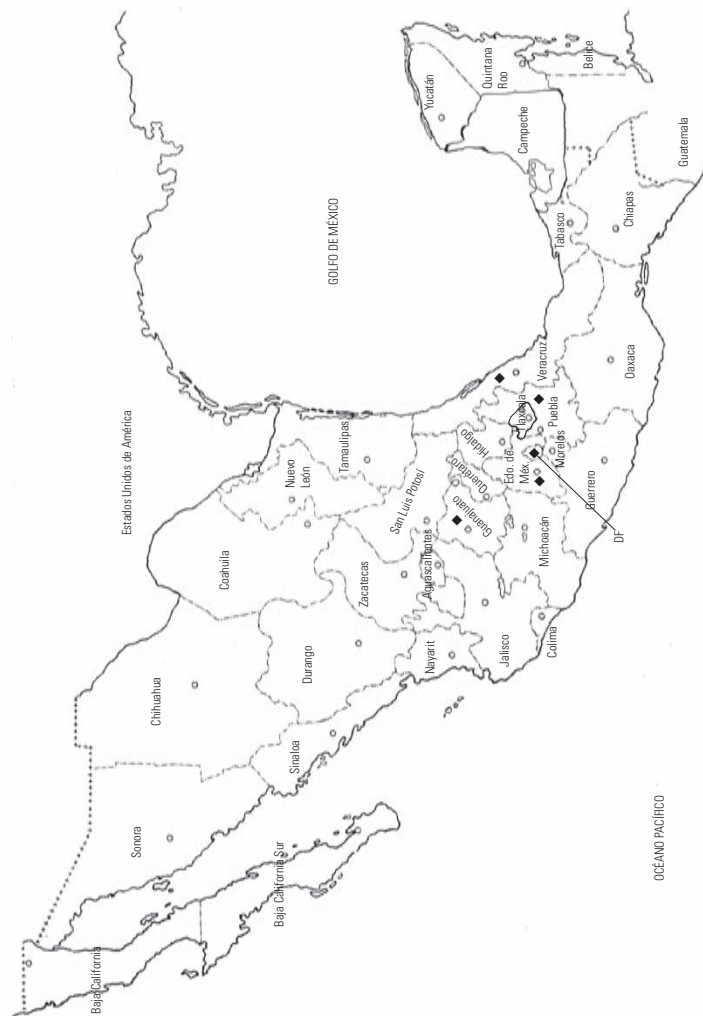 Estados Unidos de América
GOLFO DE MÉXICO
OCÉANO PACÍFICO
Baja California
Baja California Sur
Sonora
Chihuahua
Coahuila
Nuevo
León
Tamaulipas
Sinaloa
Durango
Zacatecas
San Luis Potosí
Nayarit
Aguascalientes
Jalisco
Guanajuato
Querétaro
Hidalgo
Colima
Michoacán
Edo. de
Méx.
DF
Morelos
Tlaxcala
Puebla
Veracruz
Guerrero
Oaxaca
Tabasco
Chiapas
Campeche
Yucatán
Quintana
Roo
Belice
Guatemala